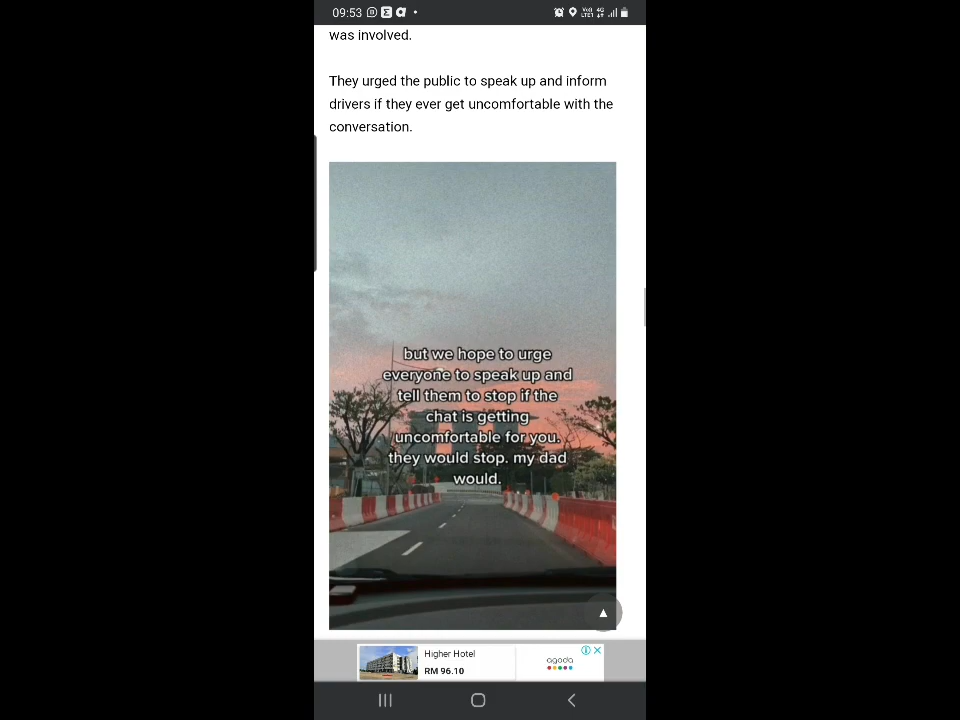 09:53
was involved.
They urged the public to speak up and inform
drivers if they ever get uncomfortable with the
conversation.
but we hope to urge
everyone to speak up and
tell them to stop if the
chat is getting
uncomfortable for you.
they would stop. my dad
would.
Higher Hotel
RM 96.10
agoda